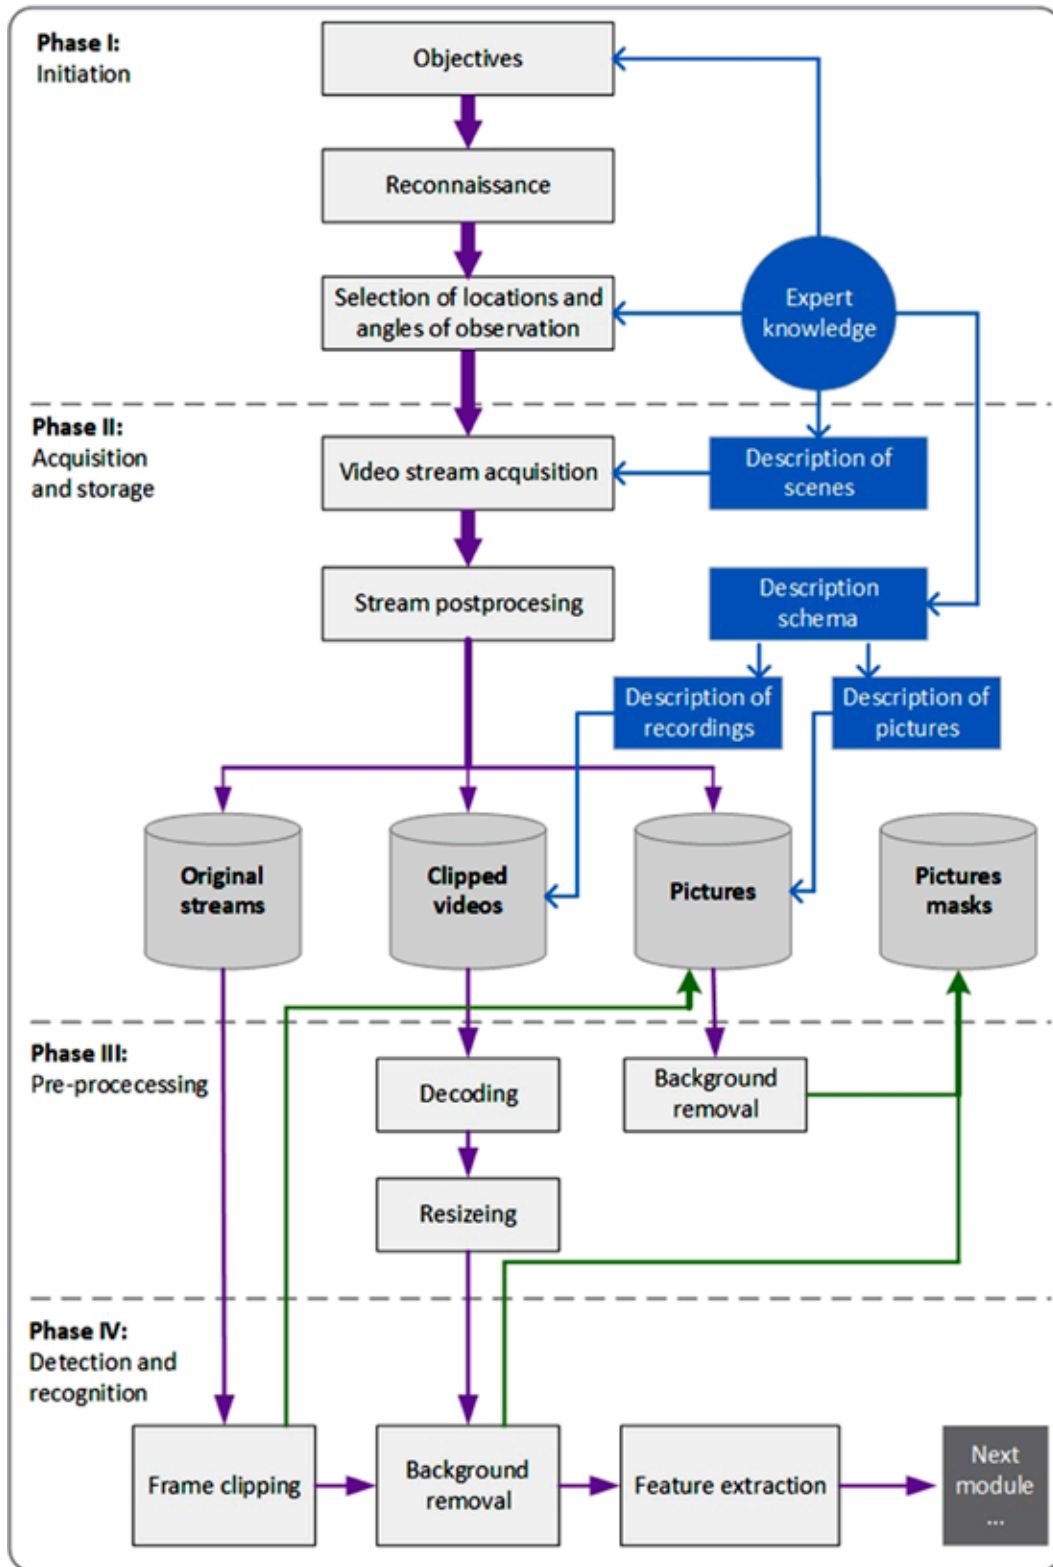 Phase I:
Initiation
Objectives
Reconnaissance
Selection of locations and
angles of observation
Expert
knowledge
Phase II:
Acquisition
and storage
Video stream acquisition
Description of
scenes
Stream postprocesing
Description
schema
Description of
recordings
Description of
pictures
Original
streams
Clipped
videos
Pictures
Pictures
masks
Phase III:
Pre-procecessing
Decoding
Background
removal
Resizeing
Phase IV:
Detection and
recognition
Frame clipping
Background
removal
Feature extraction
Next
module
...